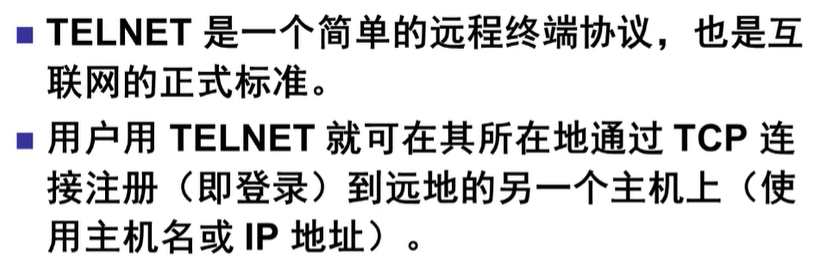 ■ TELNET 是一个简单的远程终端协议，也是互
联网的正式标准。
■ 用户用 TELNET 就可在其所在地通过 TCP 连
接注册（即登录）到远地的另一个主机上（使
用主机名或 IP 地址）。